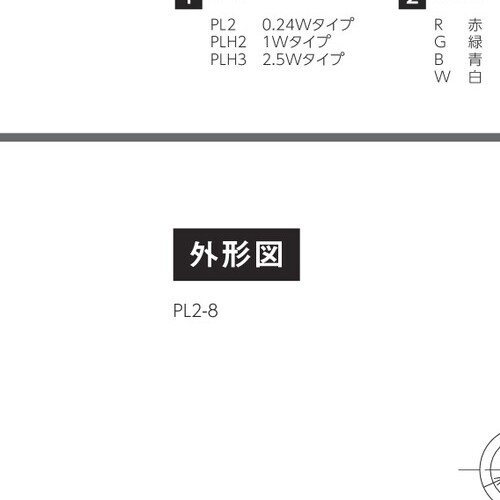 PL2 0.24Wタイプ
PLH2 1Wタイプ
PLH3 2.5Wタイプ
R 赤
G 緑
B 青
W 白
外形図
PL2-8